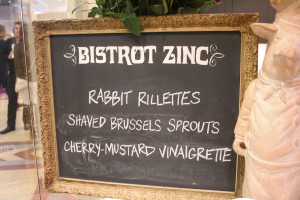 BISTROT ZINC
RABBIT RILLETTES
SHAVED BRUSSELS SPROUTS
CHERRY-MUSTARD VINAIGRETTE